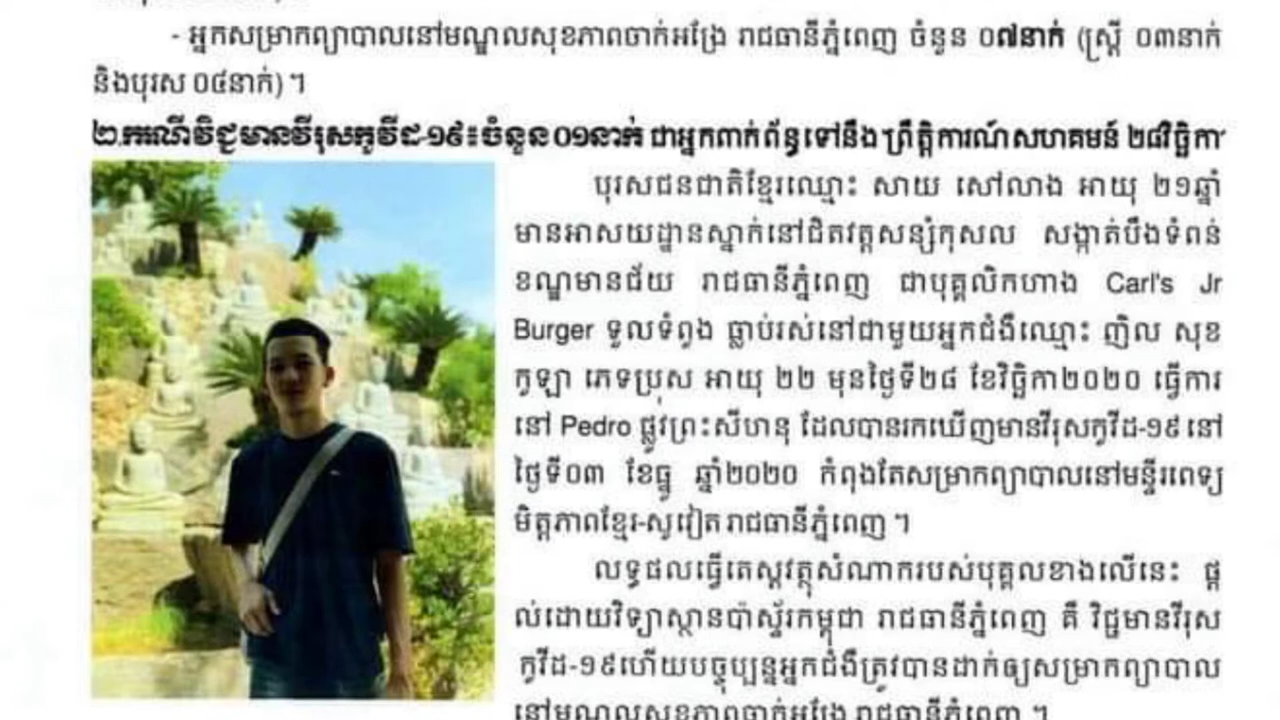 - អ្នកសម្រាកព្យាបាលនៅមណ្ឌលសុខភាពចាក់អង្រែ រាជធានីភ្នំពេញ ចំនួន ០៧នាក់ (ស្ត្រី ០៣នាក់
និងបុរស ០៤នាក់) ។
២.ករណីវិជ្ជមានវីរុសកូវីដ-១៩៖ចំនួន ០១នាក់ ជាអ្នកពាក់ព័ន្ធទៅនឹង ព្រឹត្តិការណ៍សហគមន៍ ២៨វិច្ឆិកា
បុរសជនជាតិខ្មែរឈ្មោះ សាយ សៅលាង អាយុ ២១ឆ្នាំ
មានអាសយដ្ឋានស្នាក់នៅជិតវត្តសន្សំកុសល សង្កាត់បឹងទំពន់
ខណ្ឌមានជ័យ រាជធានីភ្នំពេញ ជាបុគ្គលិកហាង Carl's Jr
Burger ទួលទំពូង ធ្លាប់រស់នៅជាមួយអ្នកជំងឺឈ្មោះ ញិល សុខ
កូឡា ភេទប្រុស អាយុ ២២ មុនថ្ងៃទី២៨ ខែវិច្ឆិកា២០២០ ធ្វើការ
នៅ Pedro ផ្លូវព្រះសីហនុ ដែលបានរកឃើញមានវីរុសកូវីដ-១៩ នៅ
ថ្ងៃទី០៣ ខែធ្នូ ឆ្នាំ២០២០ កំពុងតែសម្រាកព្យាបាលនៅមន្ទីរពេទ្យ
មិត្តភាពខ្មែរ-សូវៀត រាជធានីភ្នំពេញ ។
លទ្ធផលធ្វើតេស្តវត្ថុសំណាករបស់បុគ្គលខាងលើនេះ ផ្ត
ល់ដោយវិទ្យាស្ថានប៉ាស្ទ័រកម្ពុជា រាជធានីភ្នំពេញ គឺ វិជ្ជមានវីរុស
កូវីដ-១៩ហើយបច្ចុប្បន្នអ្នកជំងឺត្រូវបានដាក់ឲ្យសម្រាកព្យាបាល
នៅមណ្ឌលសុខភាពចាក់អង្រែ រាជធានីភ្នំពេញ ។